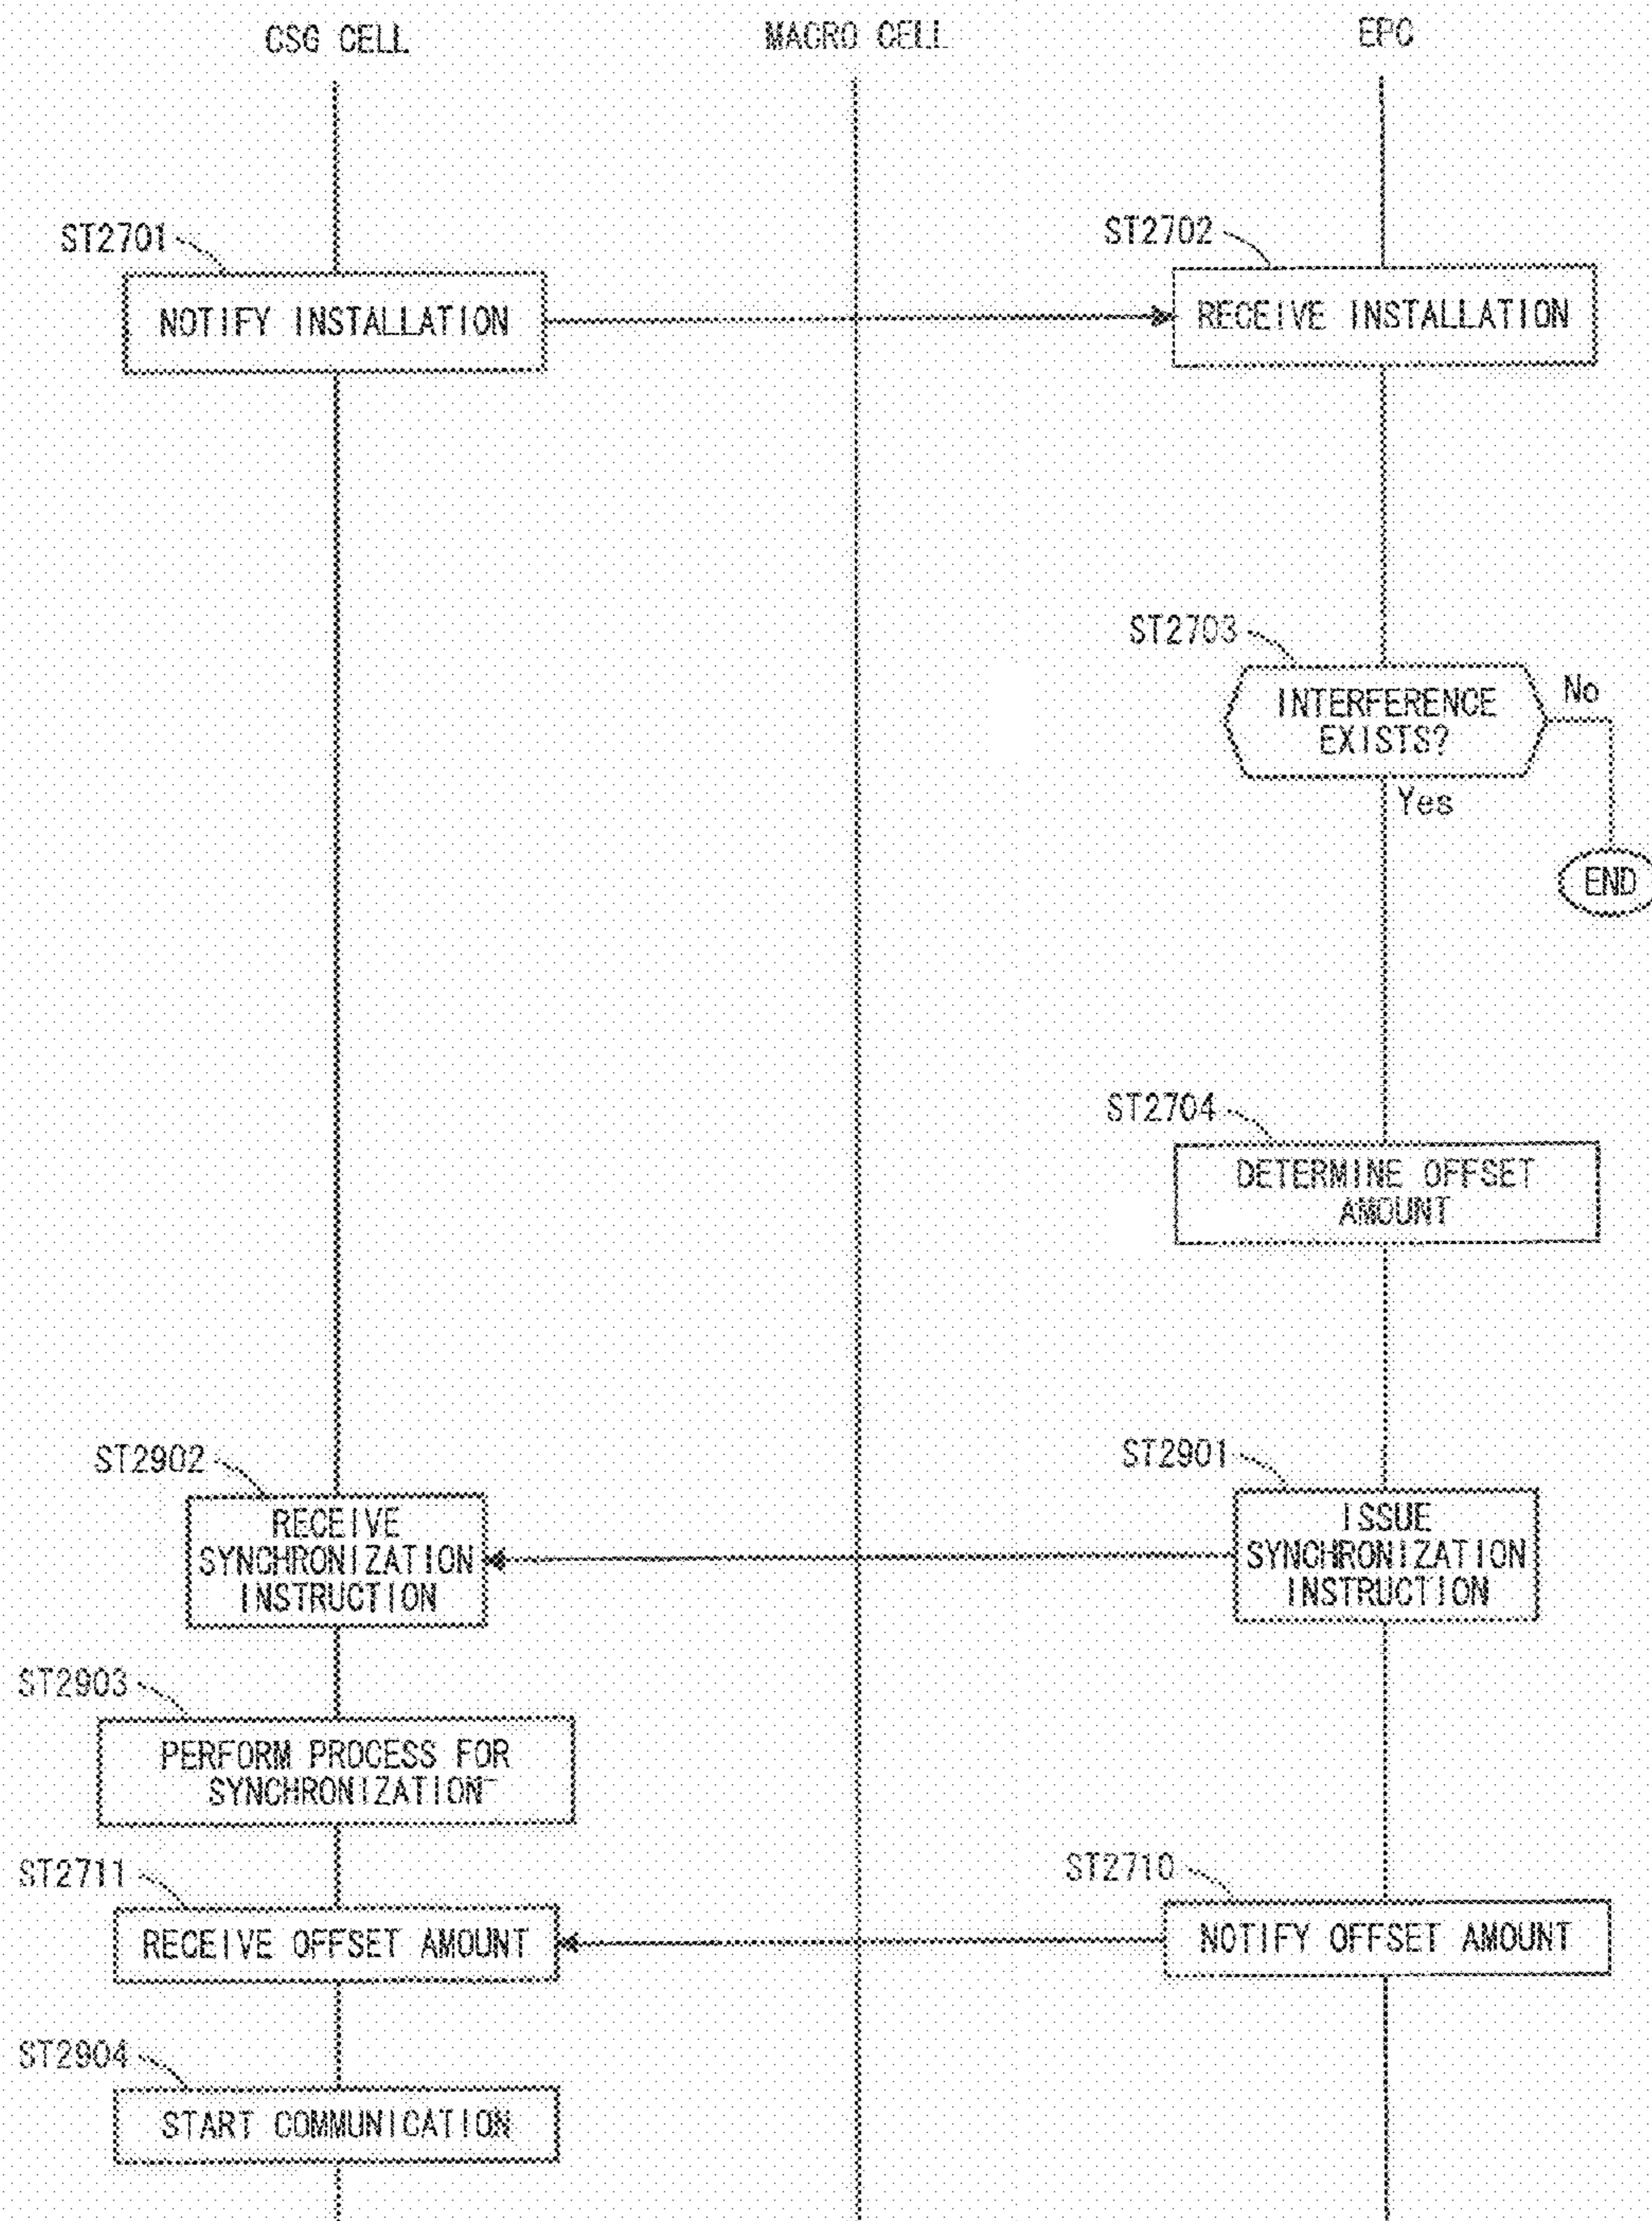 CSG CELL
MACRO CELL
EPC
ST2701
ST2702
NOTIFY INSTALLATION
RECEIVE INSTALLATION
ST2703
INTERFERENCE
EXISTS?
No
Yes
END
ST2704
DETERMINE OFFSET
AMOUNT
ST2902
ST2901
RECEIVE
SYNCHRONIZATION
INSTRUCTION
ISSUE
SYNCHRONIZATION
INSTRUCTION
ST2903
PERFORM PROCESS FOR
SYNCHRONIZATION
ST2711
ST2710
RECEIVE OFFSET AMOUNT
NOTIFY OFFSET AMOUNT
ST2904
START COMMUNICATION